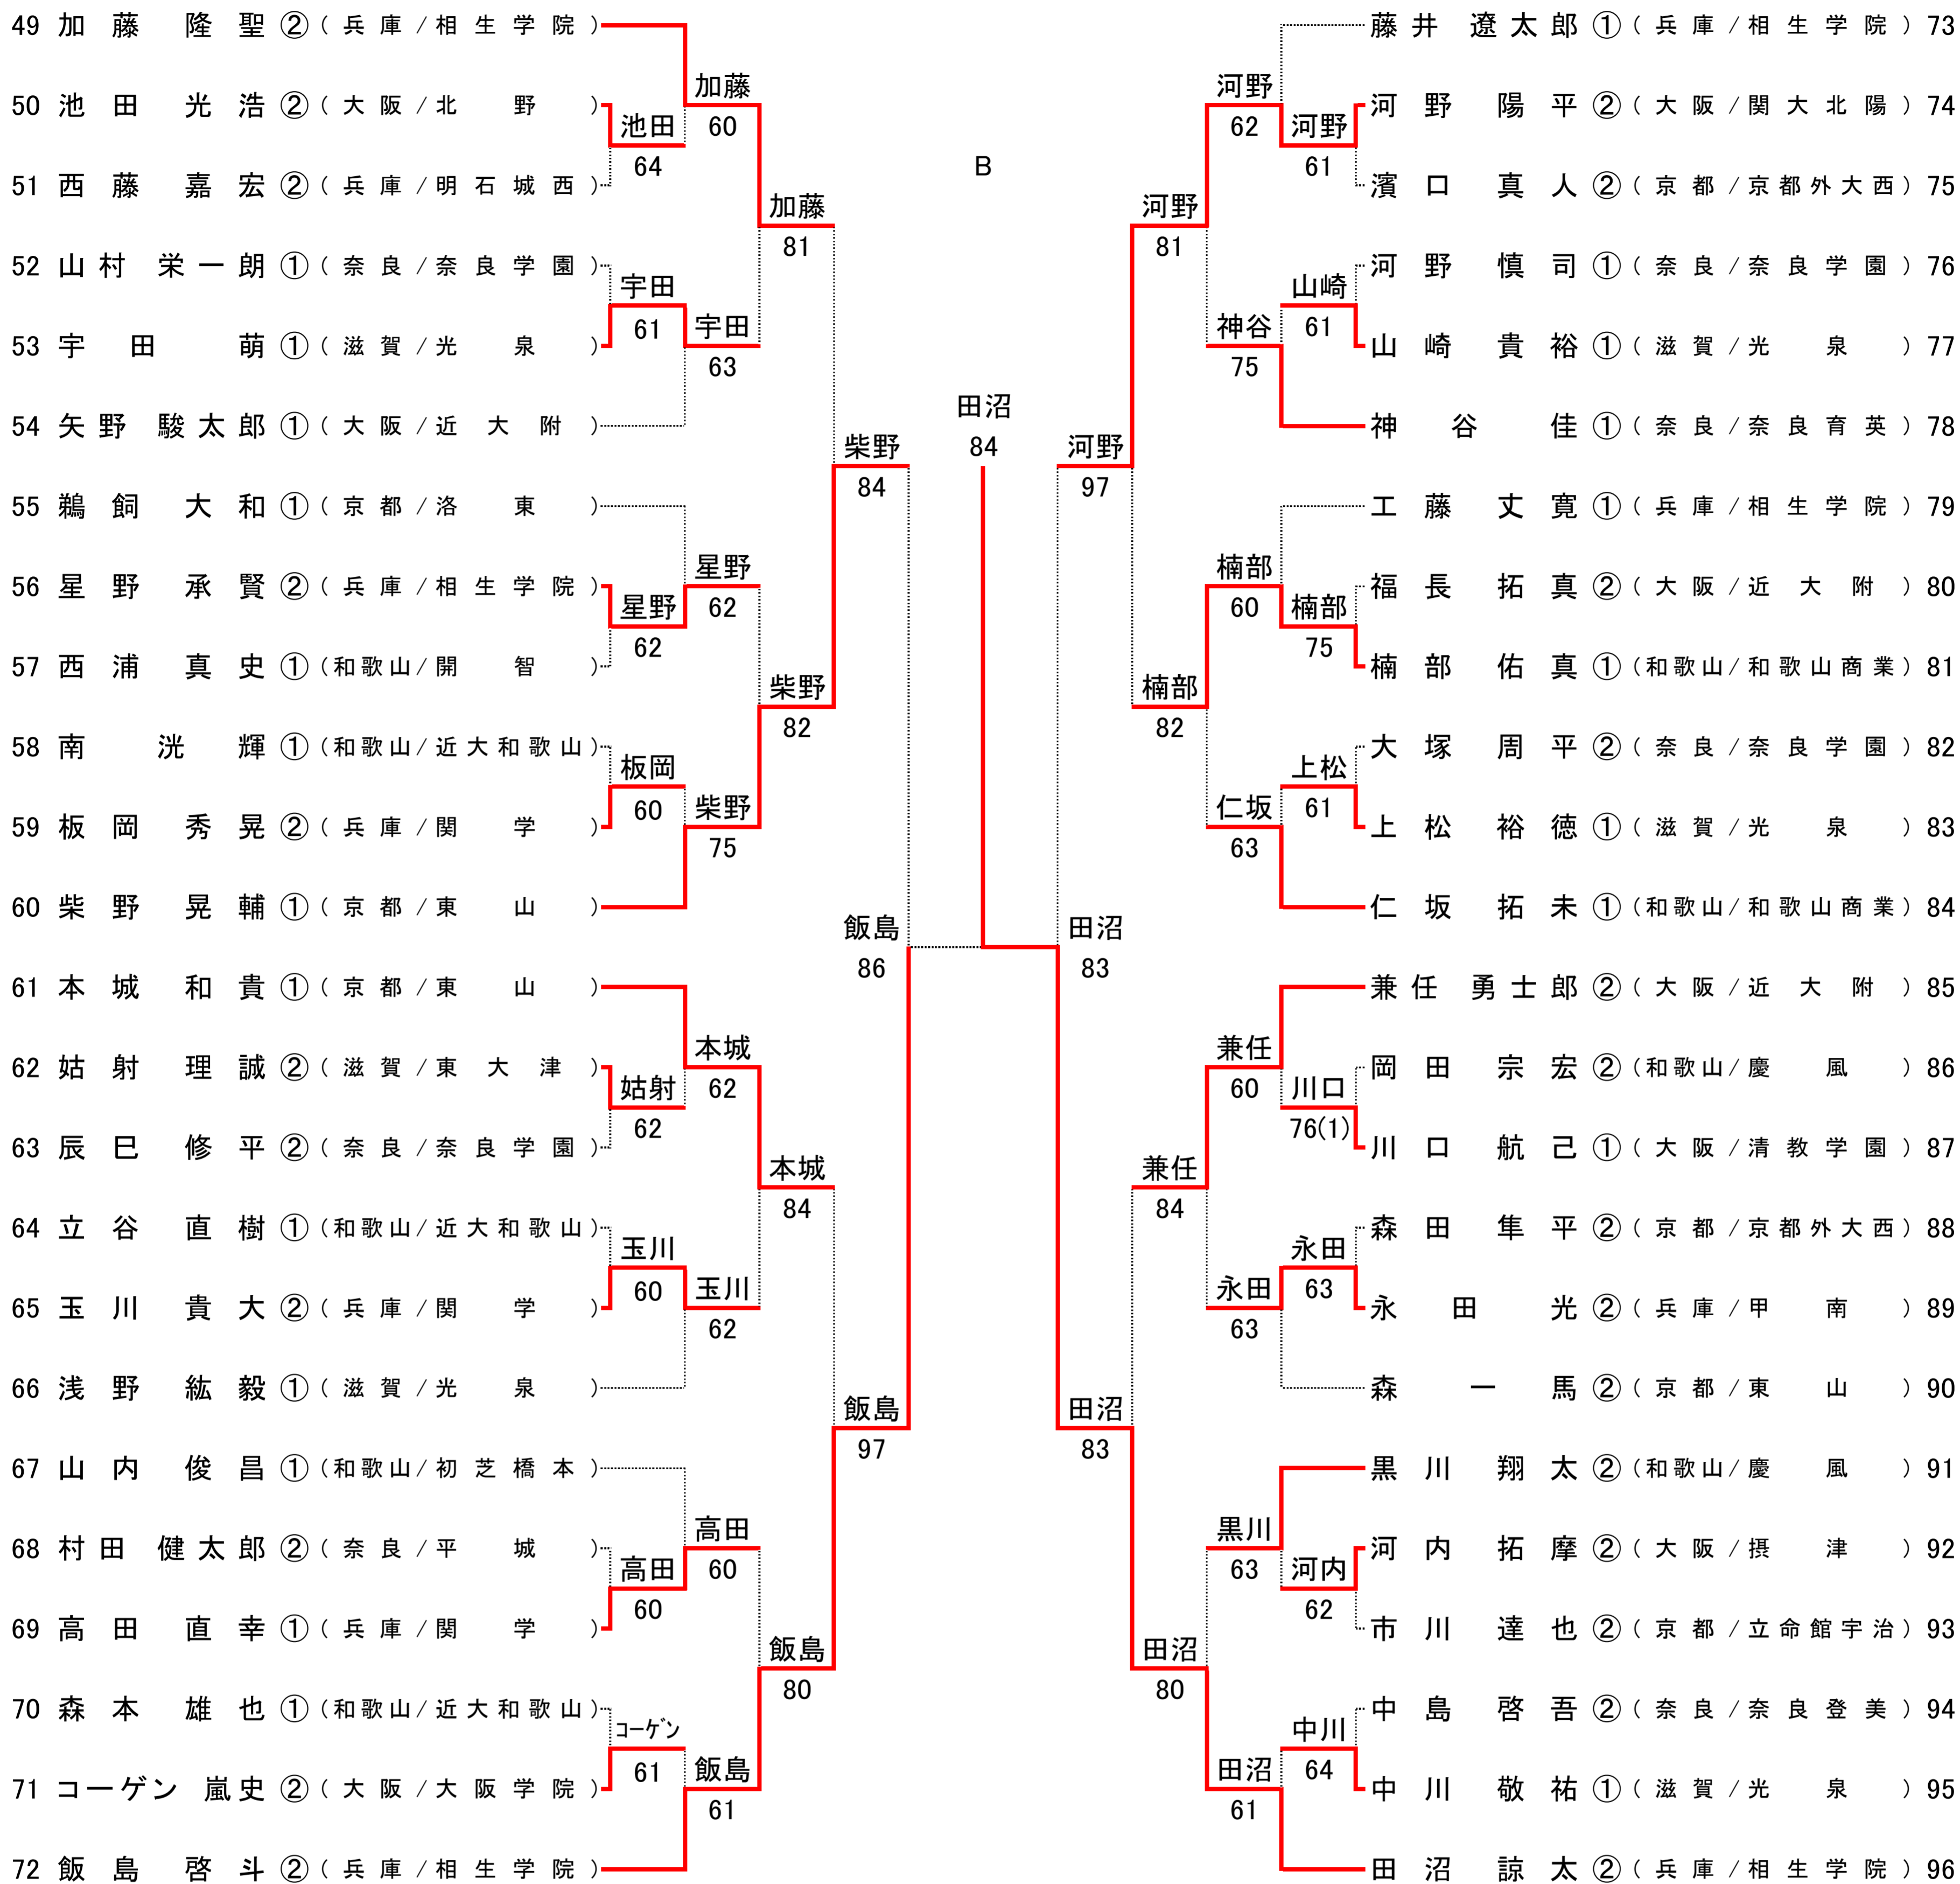 B
49 加藤 隆聖 ② (兵庫/相生学院)
50 池田 光浩 ② (大阪/北野)
51 西藤 嘉宏 ② (兵庫/明石城西)
52 山村 栄一朗 ① (奈良/奈良学園)
53 宇田 萌 ① (滋賀/光泉)
54 矢野 駿太郎 ① (大阪/近大附)
55 鵜飼 大和 ① (京都/洛東)
56 星野 承賢 ② (兵庫/相生学院)
57 西浦 真史 ① (和歌山/開智)
58 南 洸輝 ① (和歌山/近大和歌山)
59 板岡 秀晃 ② (兵庫/関学)
60 柴野 晃輔 ① (京都/東山)
61 本城 和貴 ① (京都/東山)
62 姑射 理誠 ② (滋賀/東大津)
63 辰巳 修平 ② (奈良/奈良学園)
64 立谷 直樹 ① (和歌山/近大和歌山)
65 玉川 貴大 ② (兵庫/関学)
66 浅野 紘毅 ① (滋賀/光泉)
67 山内 俊昌 ① (和歌山/初芝橋本)
68 村田 健太郎 ② (奈良/平城)
69 高田 直幸 ① (兵庫/関学)
70 森本 雄也 ① (和歌山/近大和歌山)
71 コーゲン 嵐史 ② (大阪/大阪学院)
72 飯島 啓斗 ② (兵庫/相生学院)
池田
64
宇田
61
星野
62
板岡
60
姑射
62
玉川
60
高田
60
コーゲン
61
加藤
60
宇田
63
星野
62
柴野
75
本城
62
玉川
62
高田
60
飯島
61
加藤
81
柴野
82
本城
84
飯島
80
柴野
84
飯島
97
飯島
86
田沼
84
田沼
83
河野
97
田沼
83
河野
81
楠部
82
兼任
84
田沼
80
河野
62
神谷
75
楠部
60
仁坂
63
兼任
60
永田
63
黒川
63
田沼
61
河野
61
山崎
61
楠部
75
上松
61
川口
76(1)
永田
63
河内
62
中川
64
藤井 遼太郎 ① (兵庫/相生学院) 73
河野 陽平 ② (大阪/関大北陽) 74
濱口 真人 ② (京都/京都外大西) 75
河野 慎司 ① (奈良/奈良学園) 76
山崎 貴裕 ① (滋賀/光泉) 77
神谷 佳 ① (奈良/奈良育英) 78
工藤 丈寛 ① (兵庫/相生学院) 79
福長 拓真 ② (大阪/近大附) 80
楠部 佑真 ① (和歌山/和歌山商業) 81
大塚 周平 ② (奈良/奈良学園) 82
上松 裕徳 ① (滋賀/光泉) 83
仁坂 拓未 ① (和歌山/和歌山商業) 84
兼任 勇士郎 ② (大阪/近大附) 85
岡田 宗宏 ② (和歌山/慶風) 86
川口 航己 ① (大阪/清教学園) 87
森田 隼平 ② (京都/京都外大西) 88
永田 光 ② (兵庫/甲南) 89
森 一馬 ② (京都/東山) 90
黒川 翔太 ② (和歌山/慶風) 91
河内 拓摩 ② (大阪/摂津) 92
市川 達也 ② (京都/立命館宇治) 93
中島 啓吾 ② (奈良/奈良登美) 94
中川 敬祐 ① (滋賀/光泉) 95
田沼 諒太 ② (兵庫/相生学院) 96